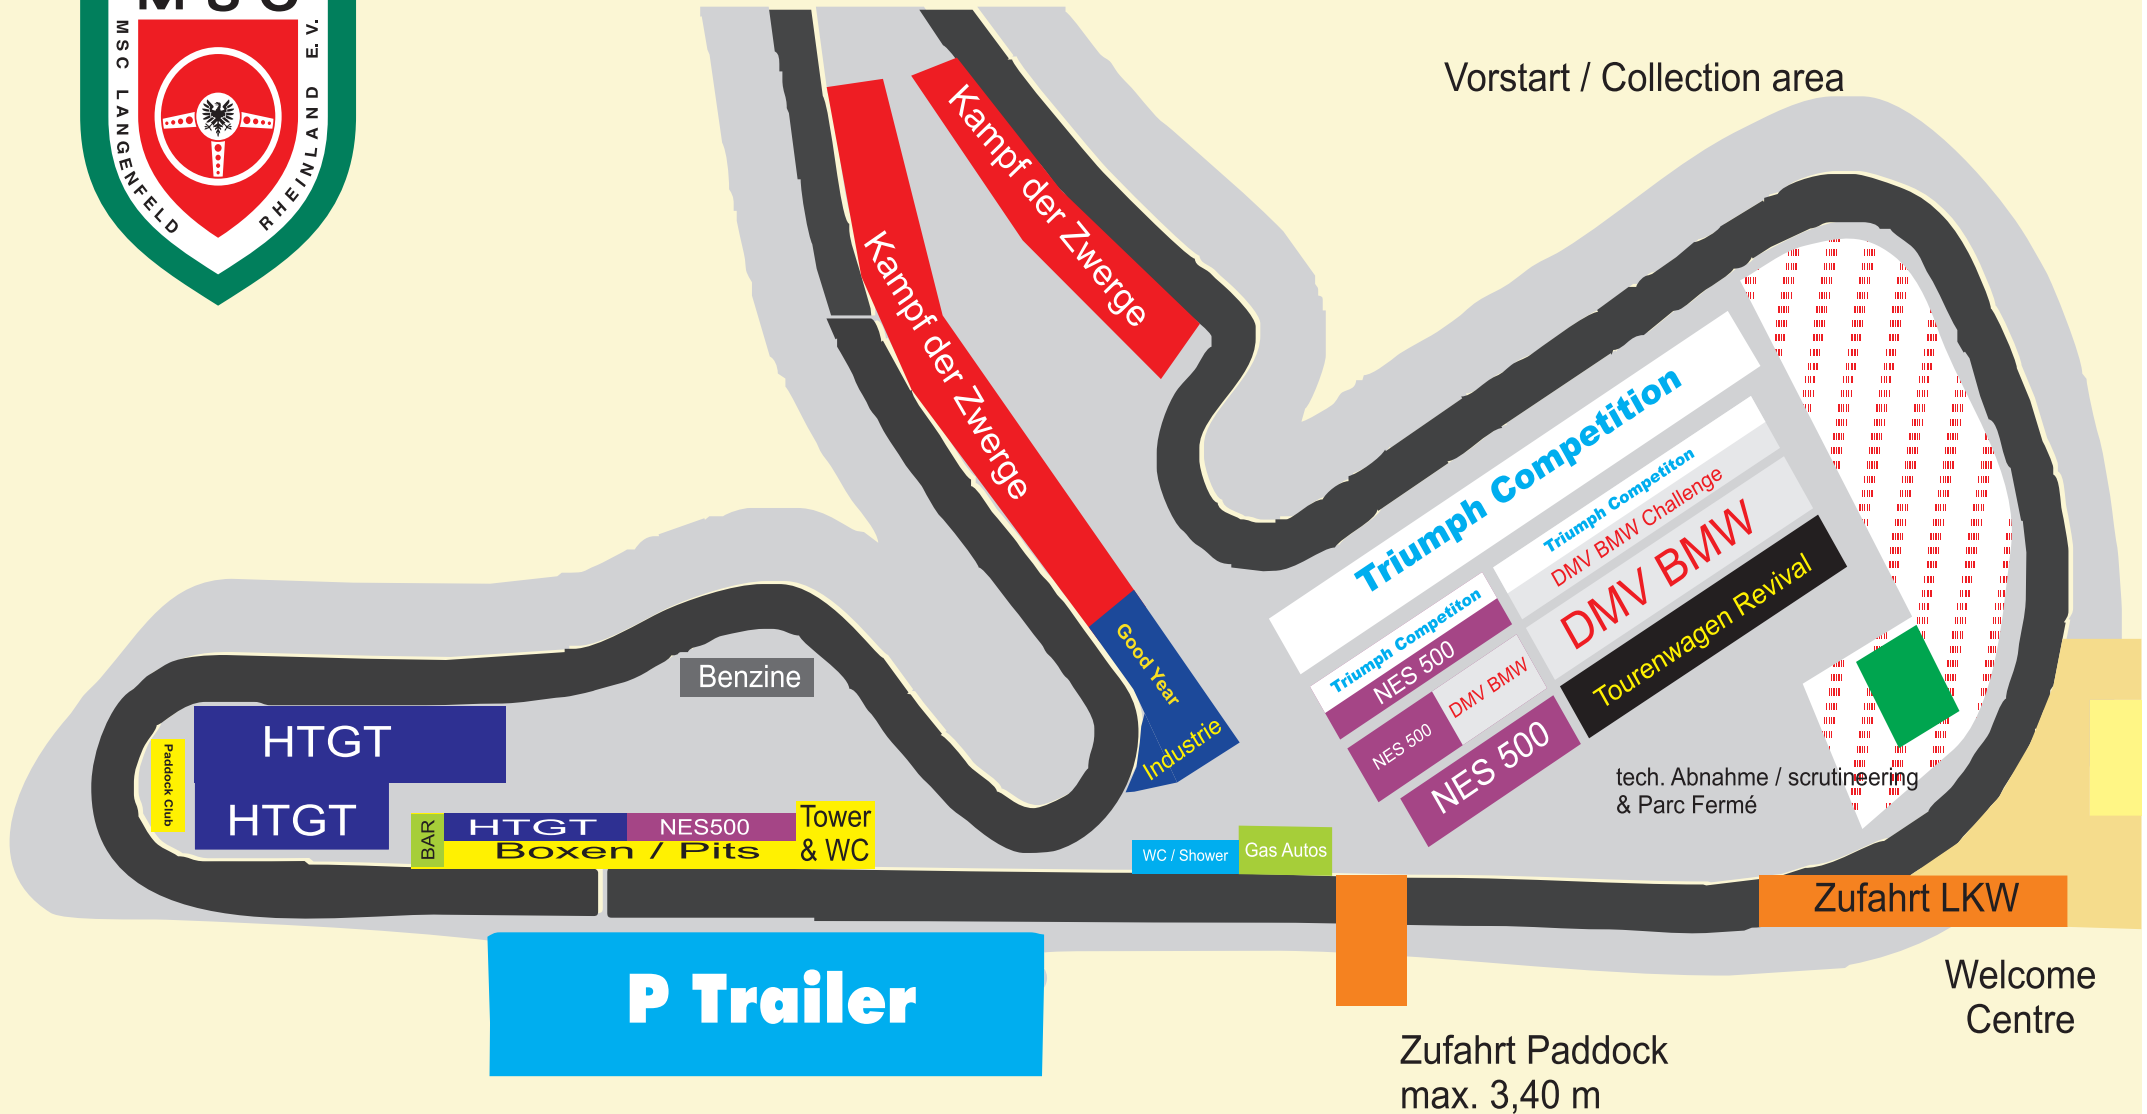 MSC
MSC LANGENFELD
RHEINLAND E.V.
Vorstart / Collection area
Kampf der Zwerge
Kampf der Zwerge
Triumph Competition
Triumph Competiton
DMV BMW Challenge
DMV BMW
Tourenwagen Revival
Triumph Competiton
NES 500
DMV BMW
NES 500
NES 500
Good Year
Industrie
Benzine
HTGT
HTGT
Paddock Club
BAR
HTGT
NES500
Boxen / Pits
Tower
& WC
WC / Shower
Gas Autos
tech. Abnahme / scrutineering
& Parc Fermé
Zufahrt LKW
P Trailer
Welcome
Centre
Zufahrt Paddock
max. 3,40 m